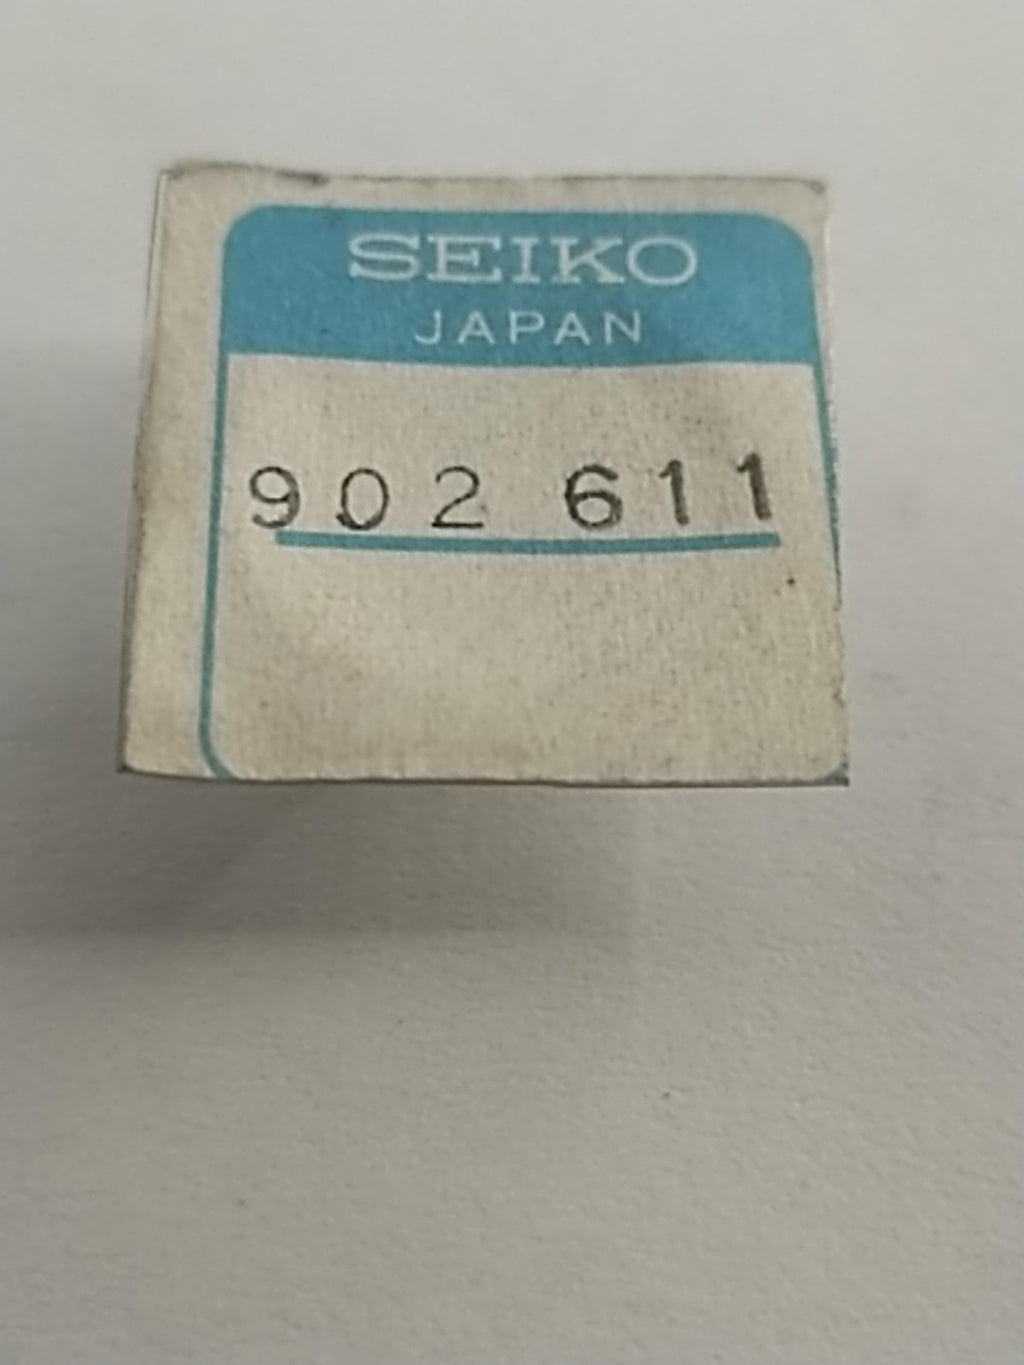 SEIKO
JAPAN
902 611